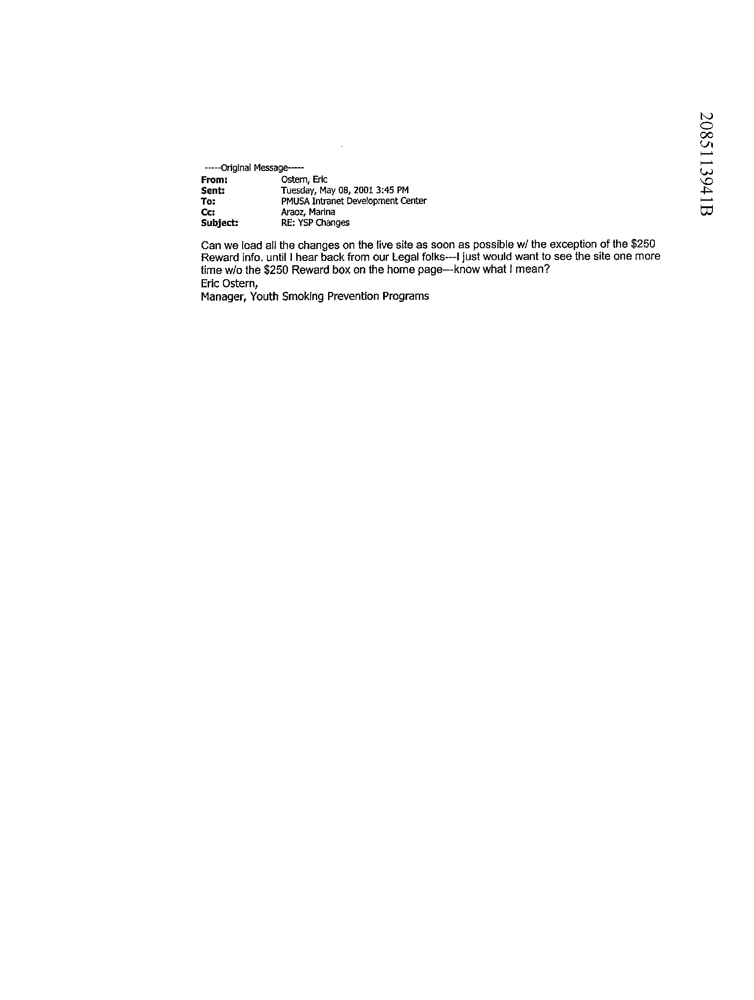 -----Original Message-----
From: Ostern, Eric
Sent: Tuesday, May 08, 2001 3:45 PM
To: PMUSA Intranet Development Center
Cc: Araoz, Marina
Subject: RE: YSP Changes
Can we load all the changes on the live site as soon as possible w/ the exception of the $250
Reward info. until I hear back from our Legal folks---I just would want to see the site one more
time w/o the $250 Reward box on the home page---know what I mean?
Eric Ostern,
Manager, Youth Smoking Prevention Programs
2085113941B